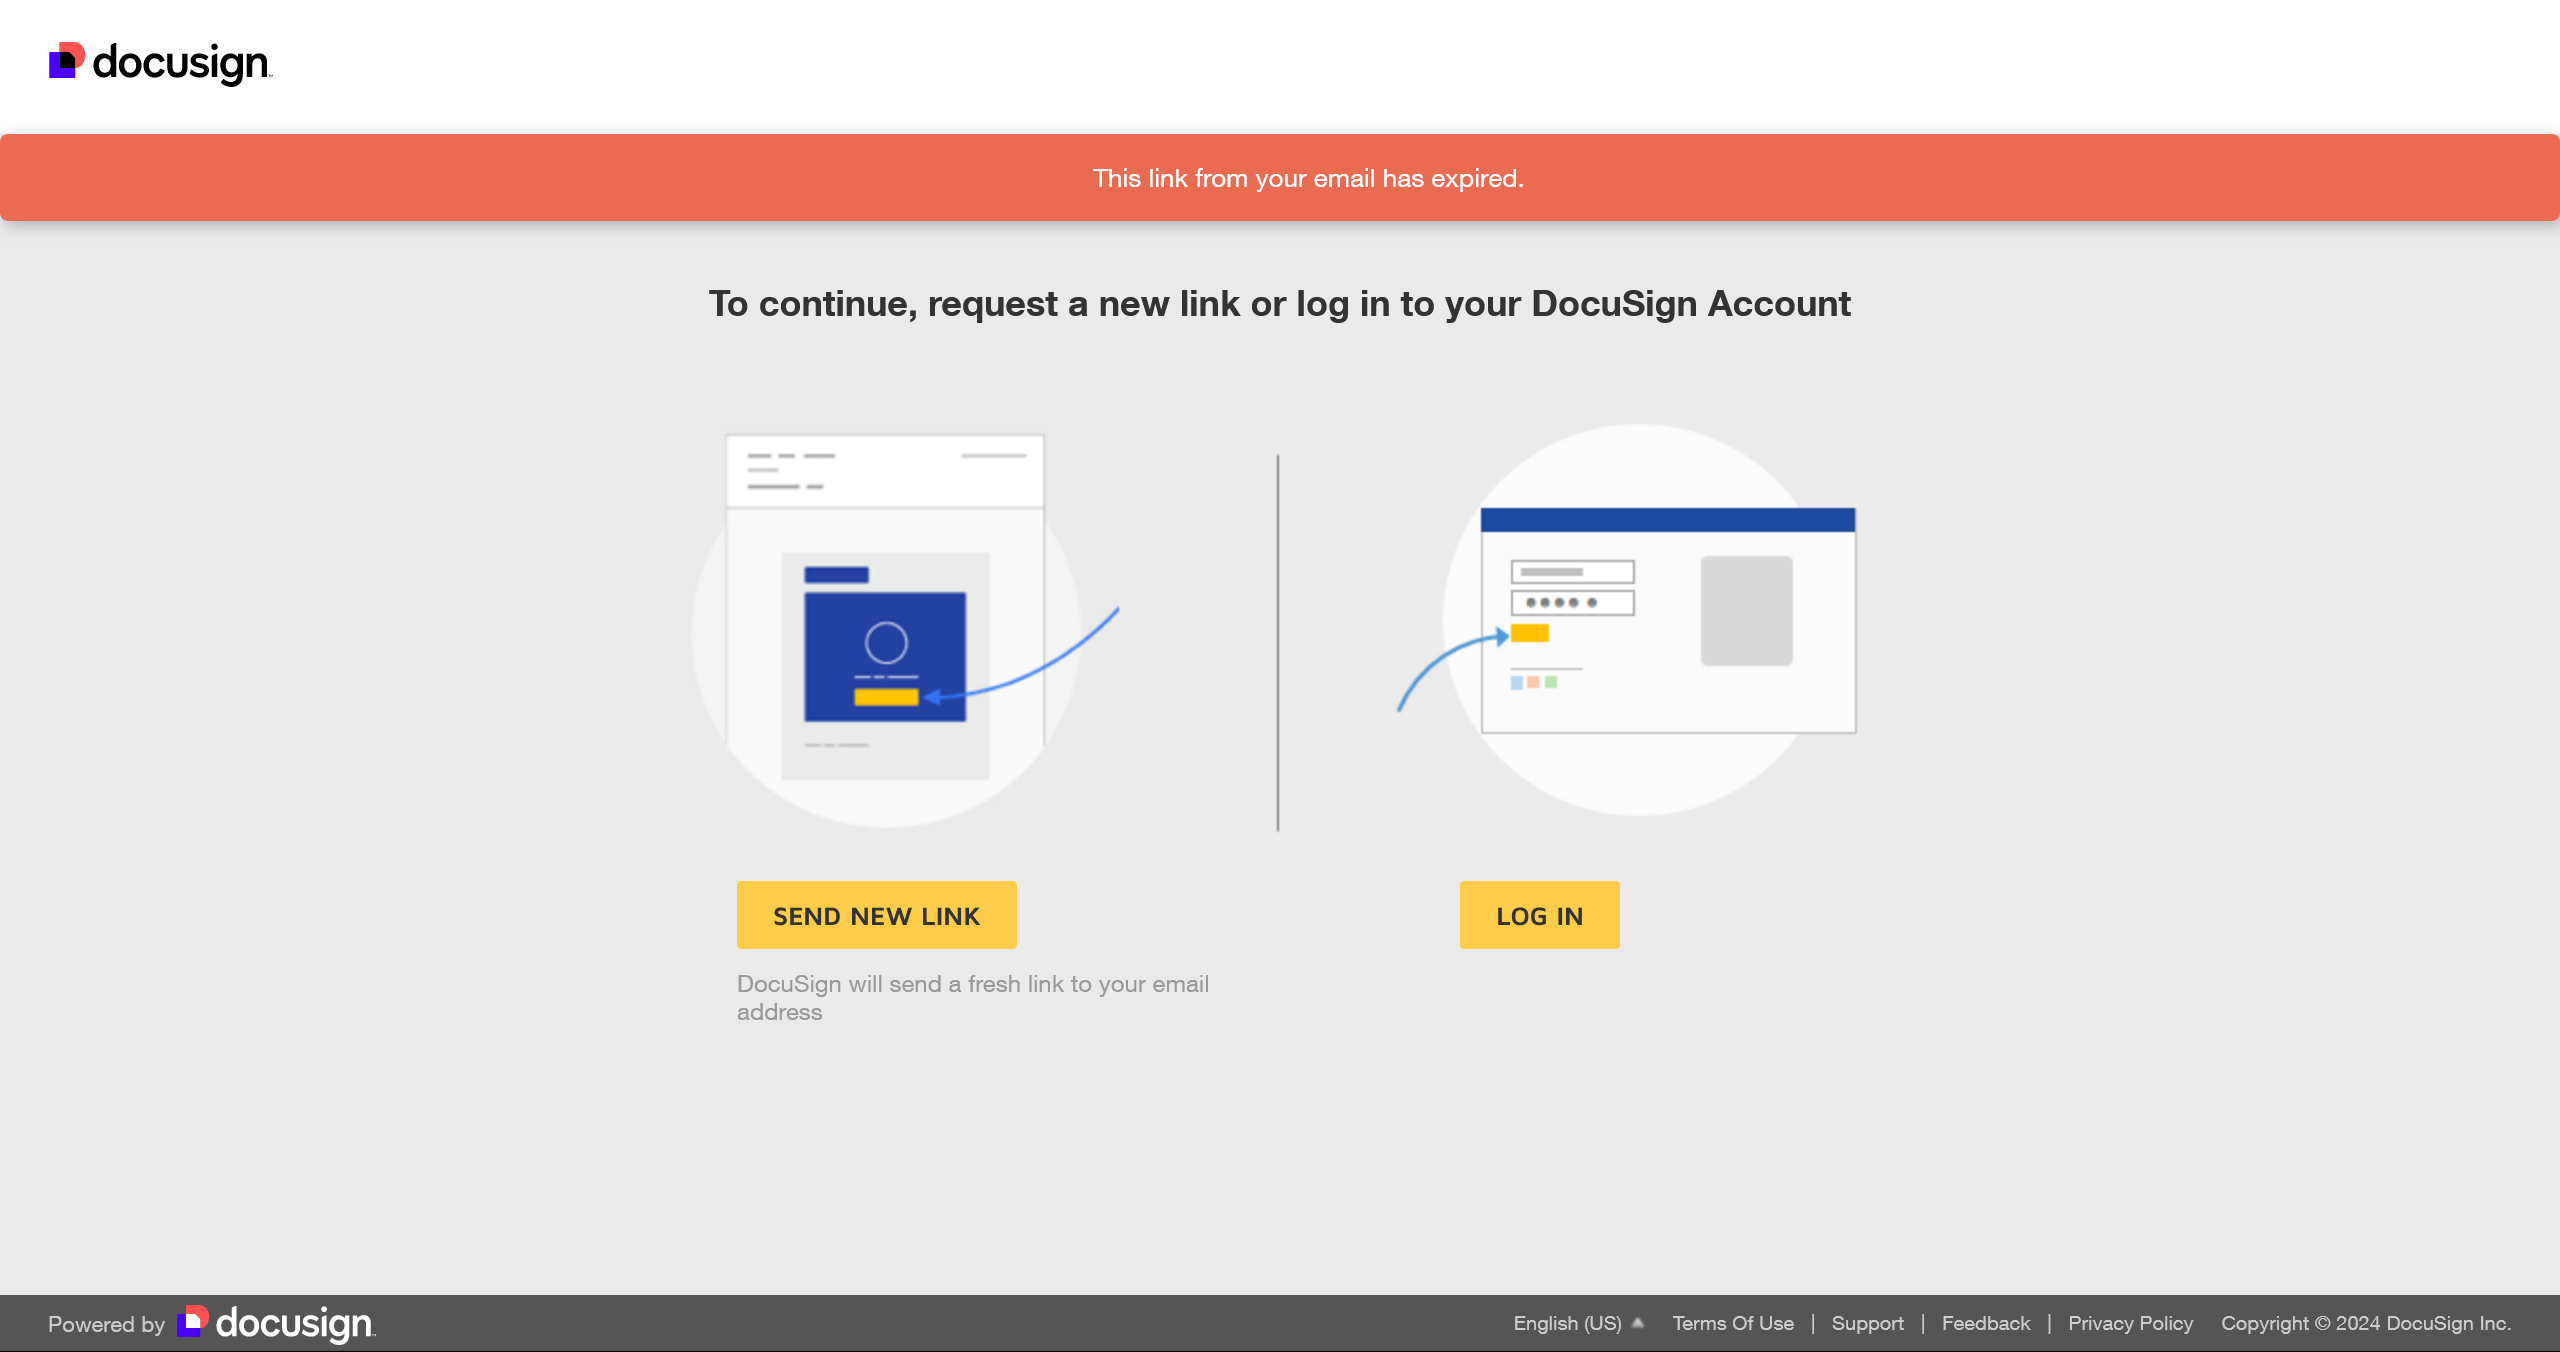 docusign
This link from your email has expired.
To continue, request a new link or log in to your DocuSign Account
SEND NEW LINK
LOG IN
DocuSign will send a fresh link to your email
address
Powered by docusign
English (US) Terms Of Use | Support | Feedback | Privacy Policy Copyright © 2024 DocuSign Inc.